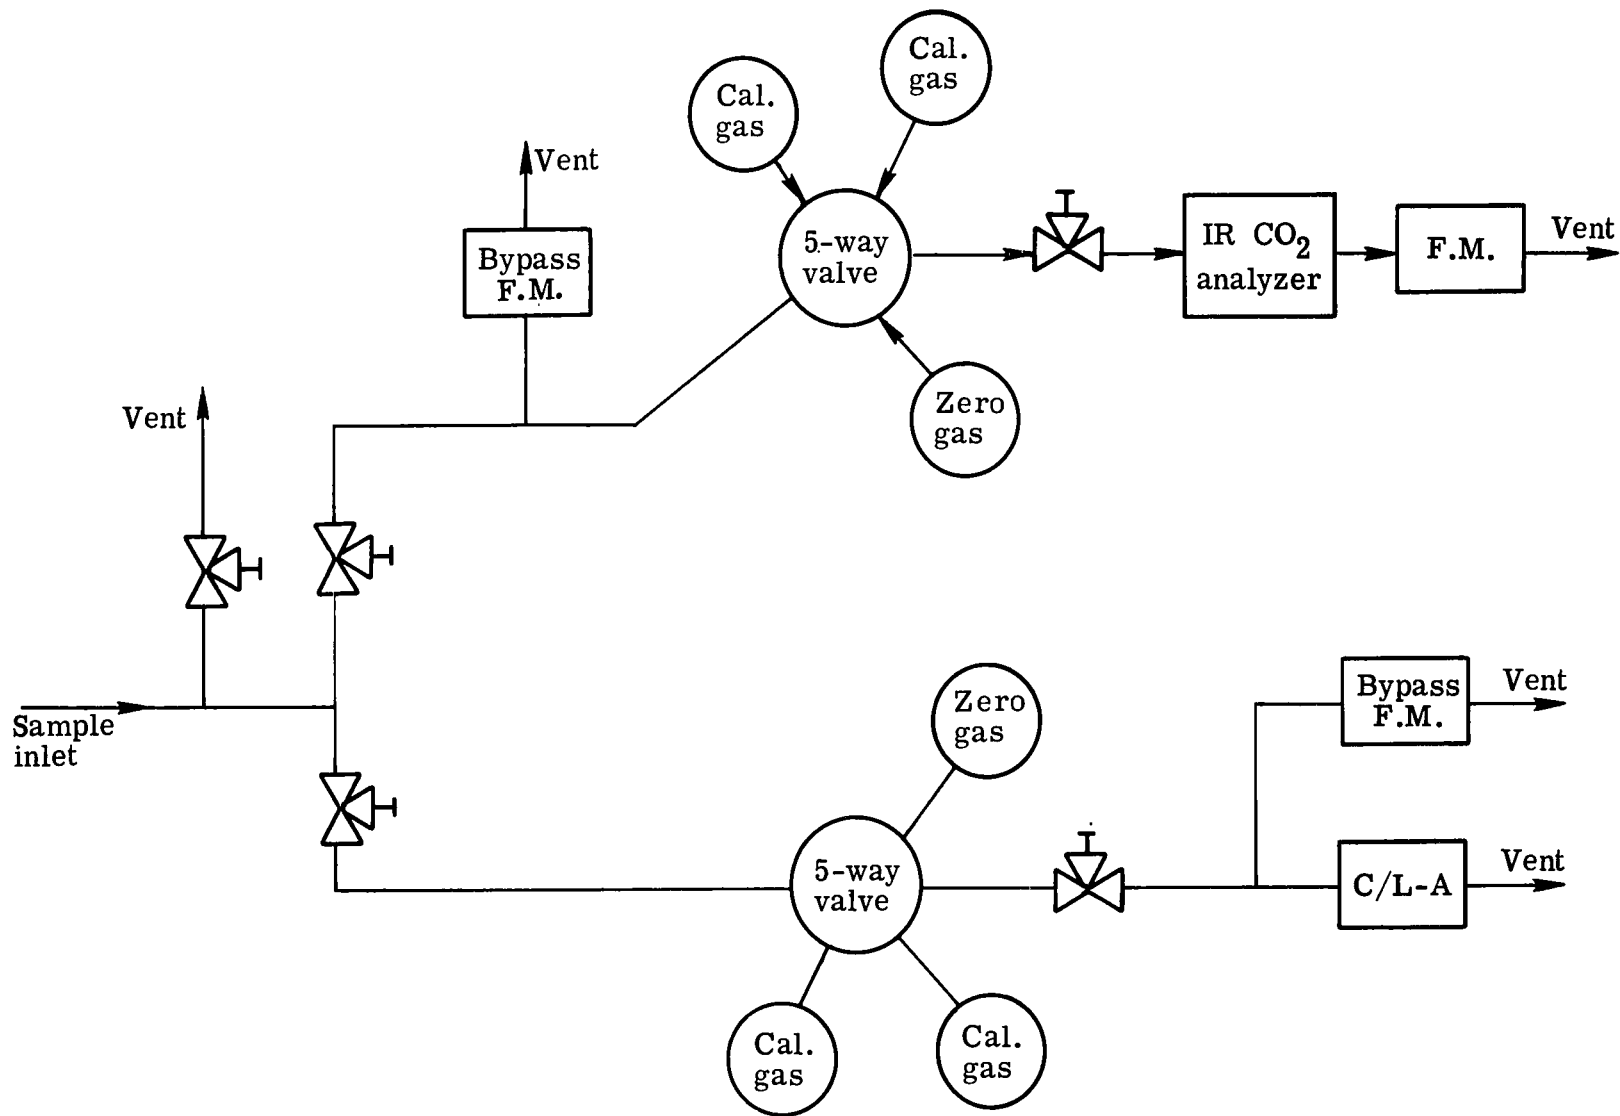 Cal.
gas
Cal.
gas
Vent
Bypass
F.M.
5-way
valve
IR CO₂
analyzer
F.M.
Vent
Zero
gas
Vent
Sample
inlet
Zero
gas
Bypass
F.M.
Vent
5-way
valve
C/L-A
Vent
Cal.
gas
Cal.
gas